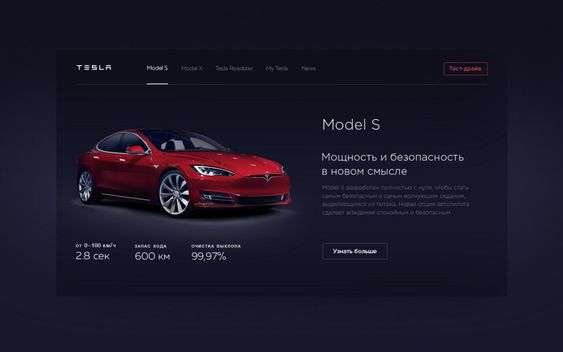 TESLA
Model S Model X Tesla Roadster My Tesla News
Тест-драйв
Model S
Мощность и безопасность
в новом смысле
Model S разработан полностью с нуля, чтобы стать
самым безопасным и самым волнующим седаном,
выделяющимся из потока. Новая опция автопилота
сделает вождение спокойным и безопасным.
ОТ 0–100 КМ/Ч ЗАПАС ХОДА ОЧИСТКА ВЫХЛОПА
2.8 сек 600 км 99,97%
Узнать больше